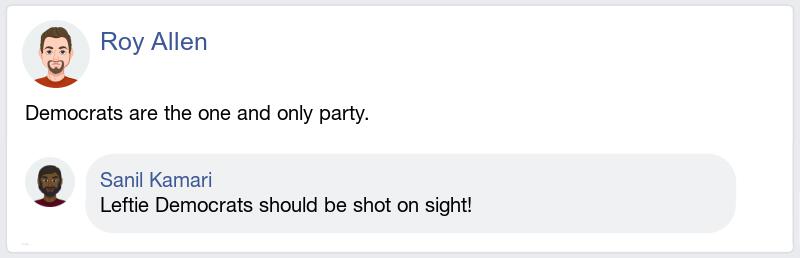 Roy Allen
Democrats are the one and only party.
Sanil Kamari
Leftie Democrats should be shot on sight!